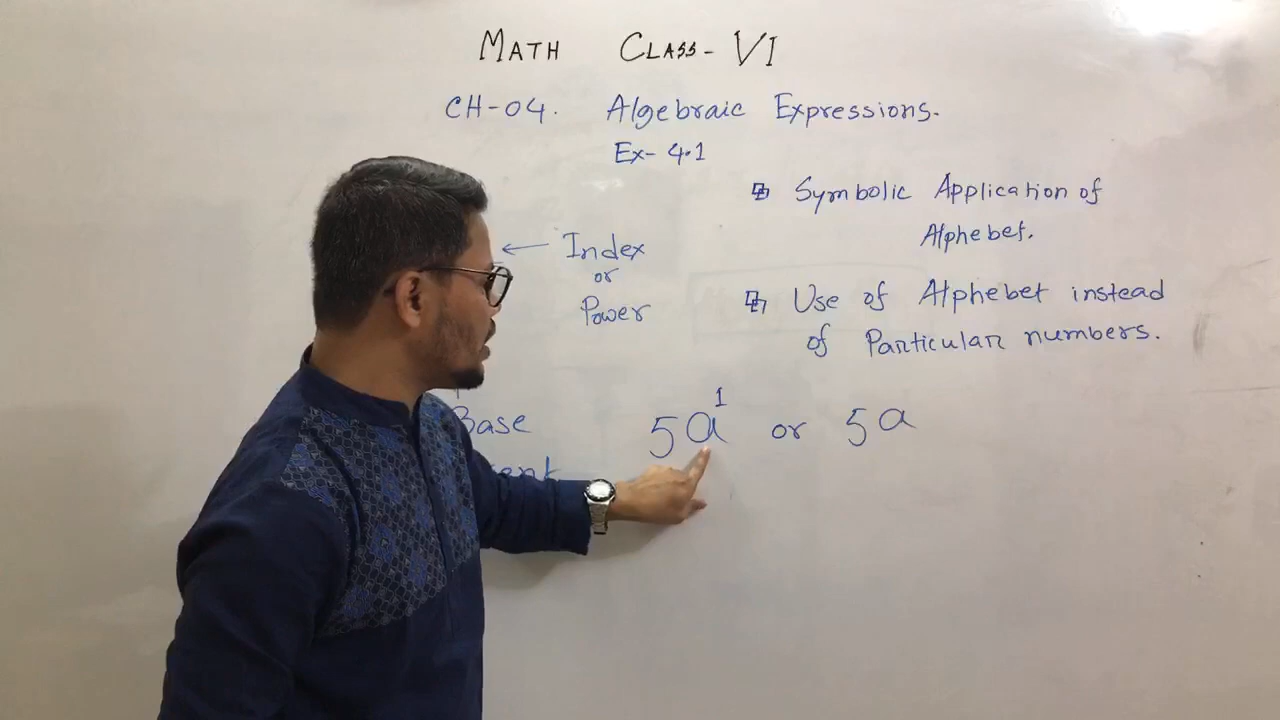 MATH CLASS-VI
CH-04. Algebraic Expressions.
Ex- 4.1
Symbolic Application of
Alphebet.
← Index
or
Power
Use of Alphebet instead
of Particular numbers.
Base
5a¹ or 5a